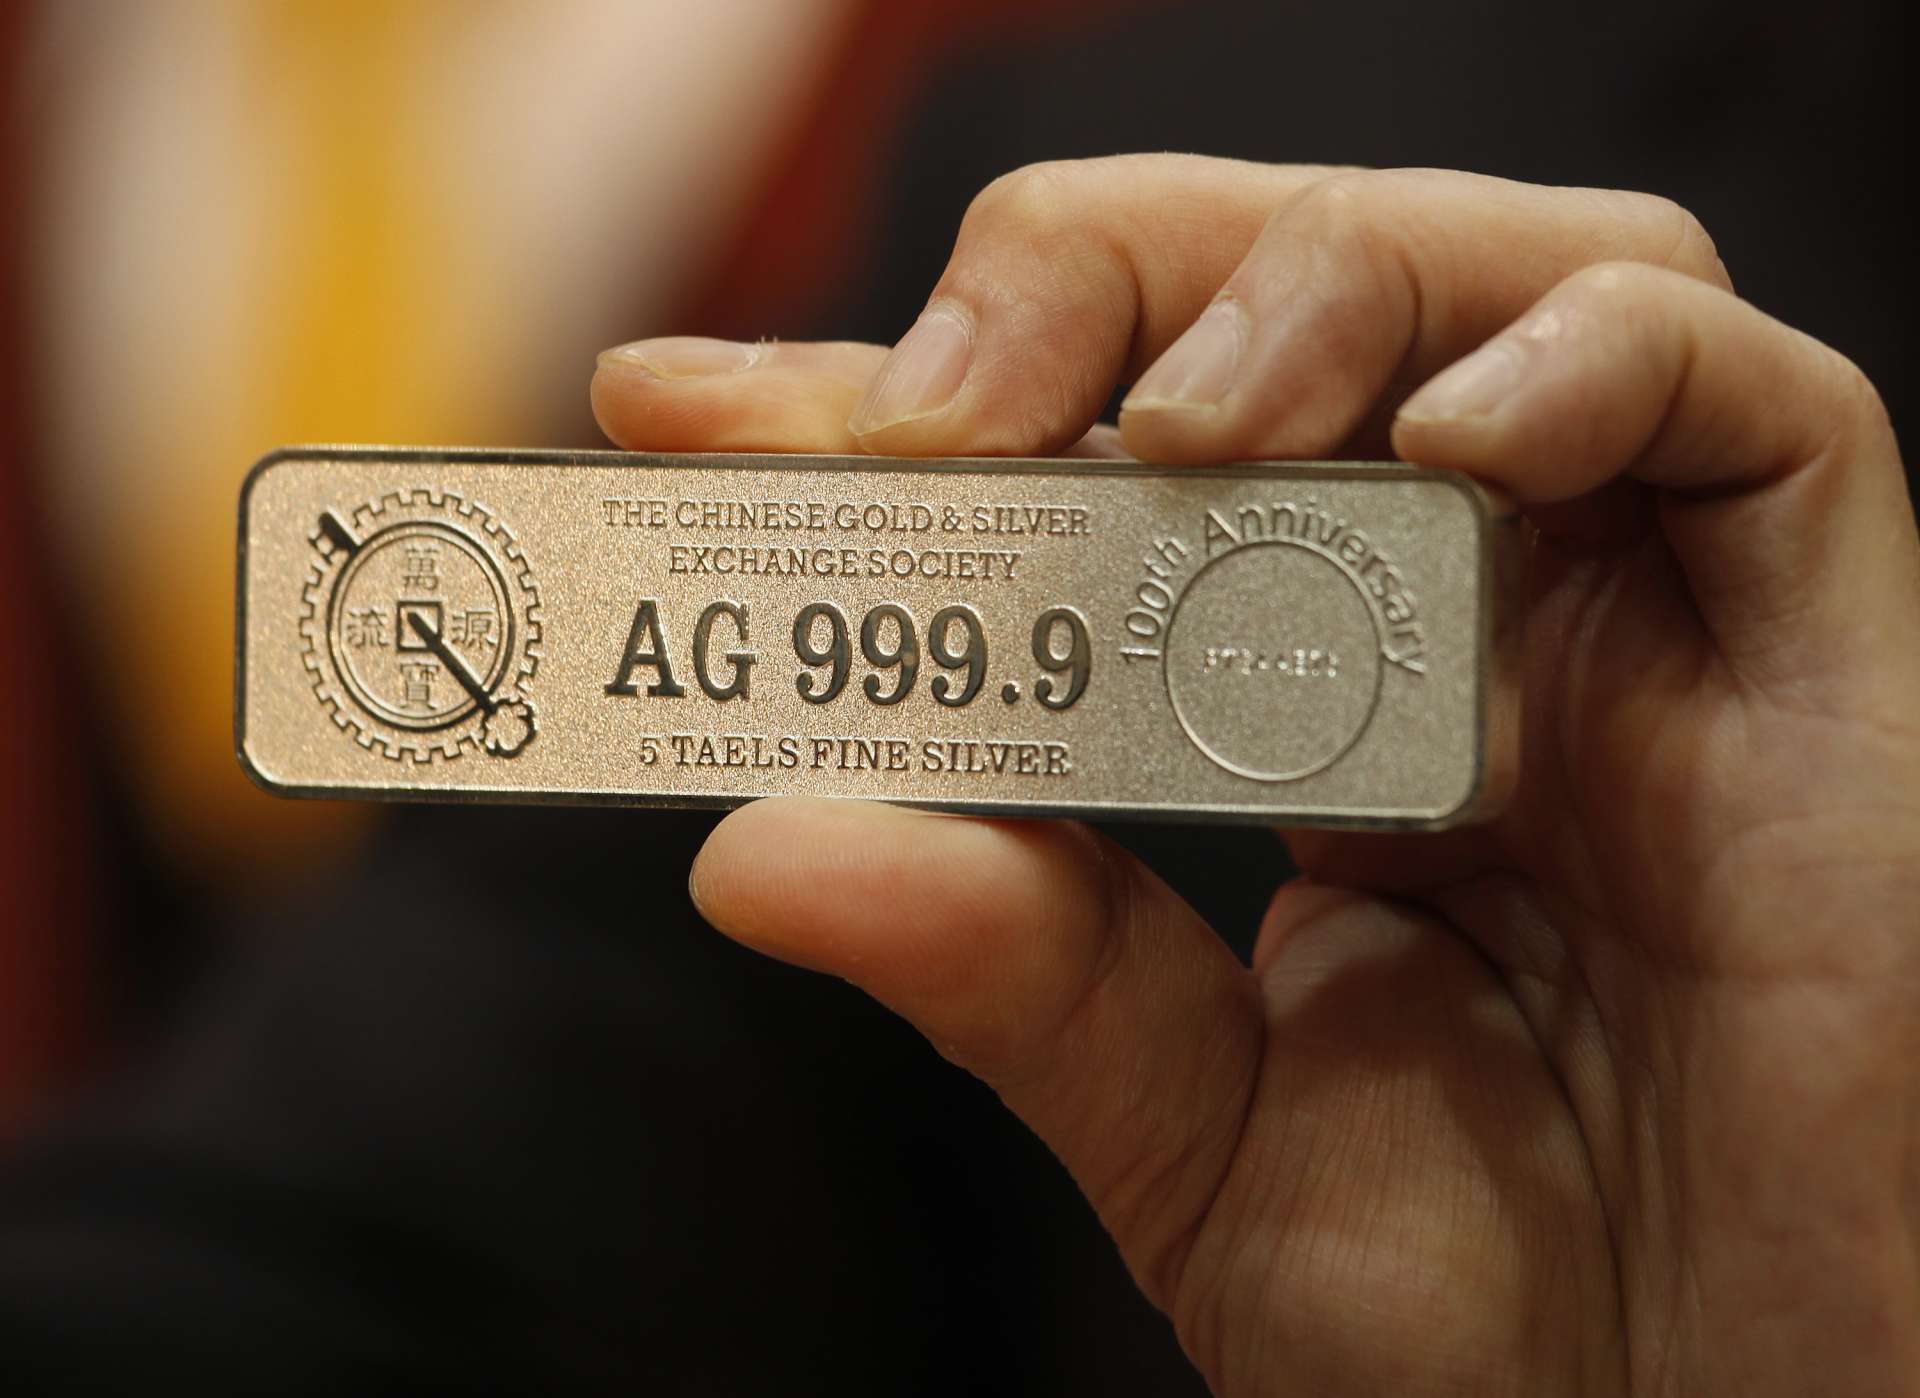 萬
流 源
寶
THE CHINESE GOLD & SILVER
EXCHANGE SOCIETY
AG 999.9
5 TAELS FINE SILVER
100th Anniversary